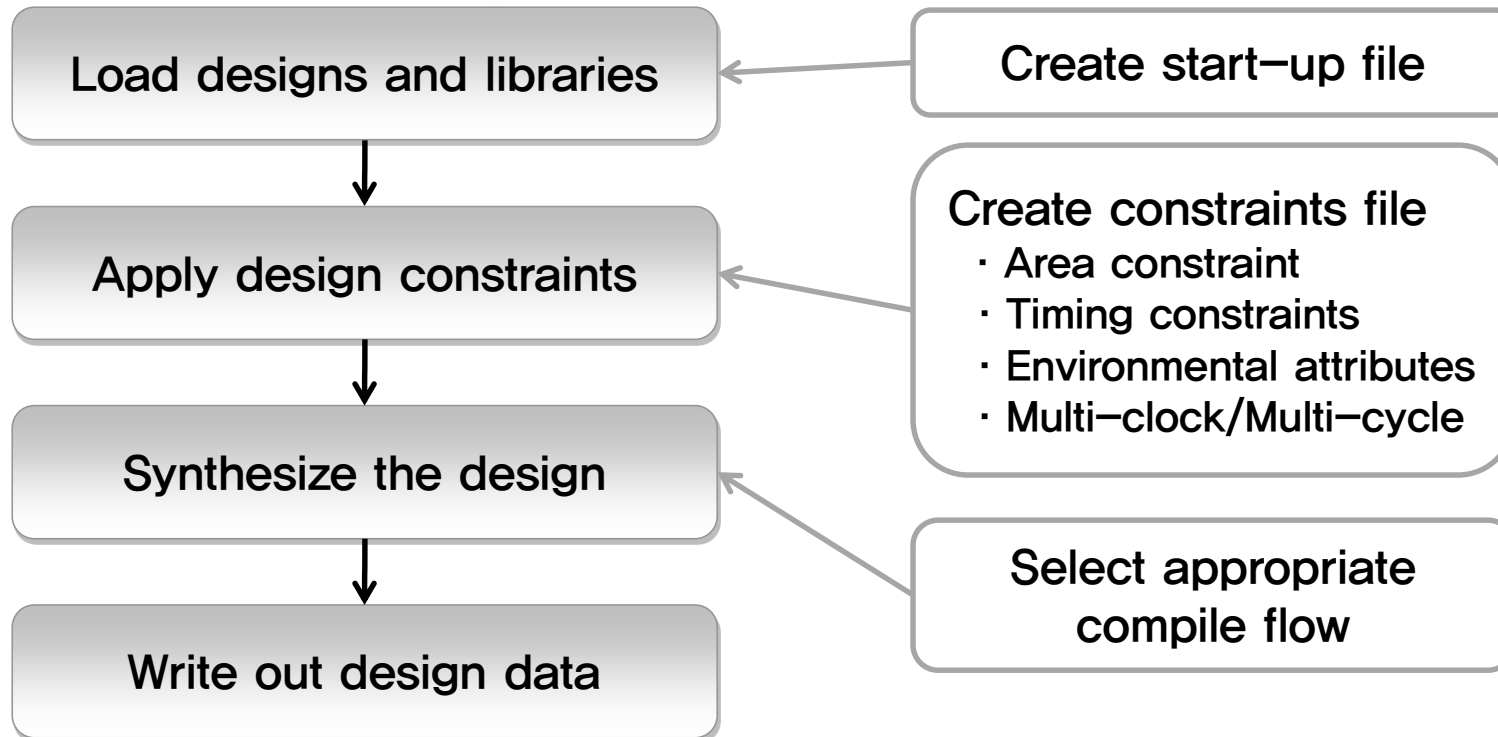 Load designs and libraries
Create start-up file
Apply design constraints
Create constraints file
· Area constraint
· Timing constraints
· Environmental attributes
· Multi-clock/Multi-cycle
Synthesize the design
Select appropriate
compile flow
Write out design data